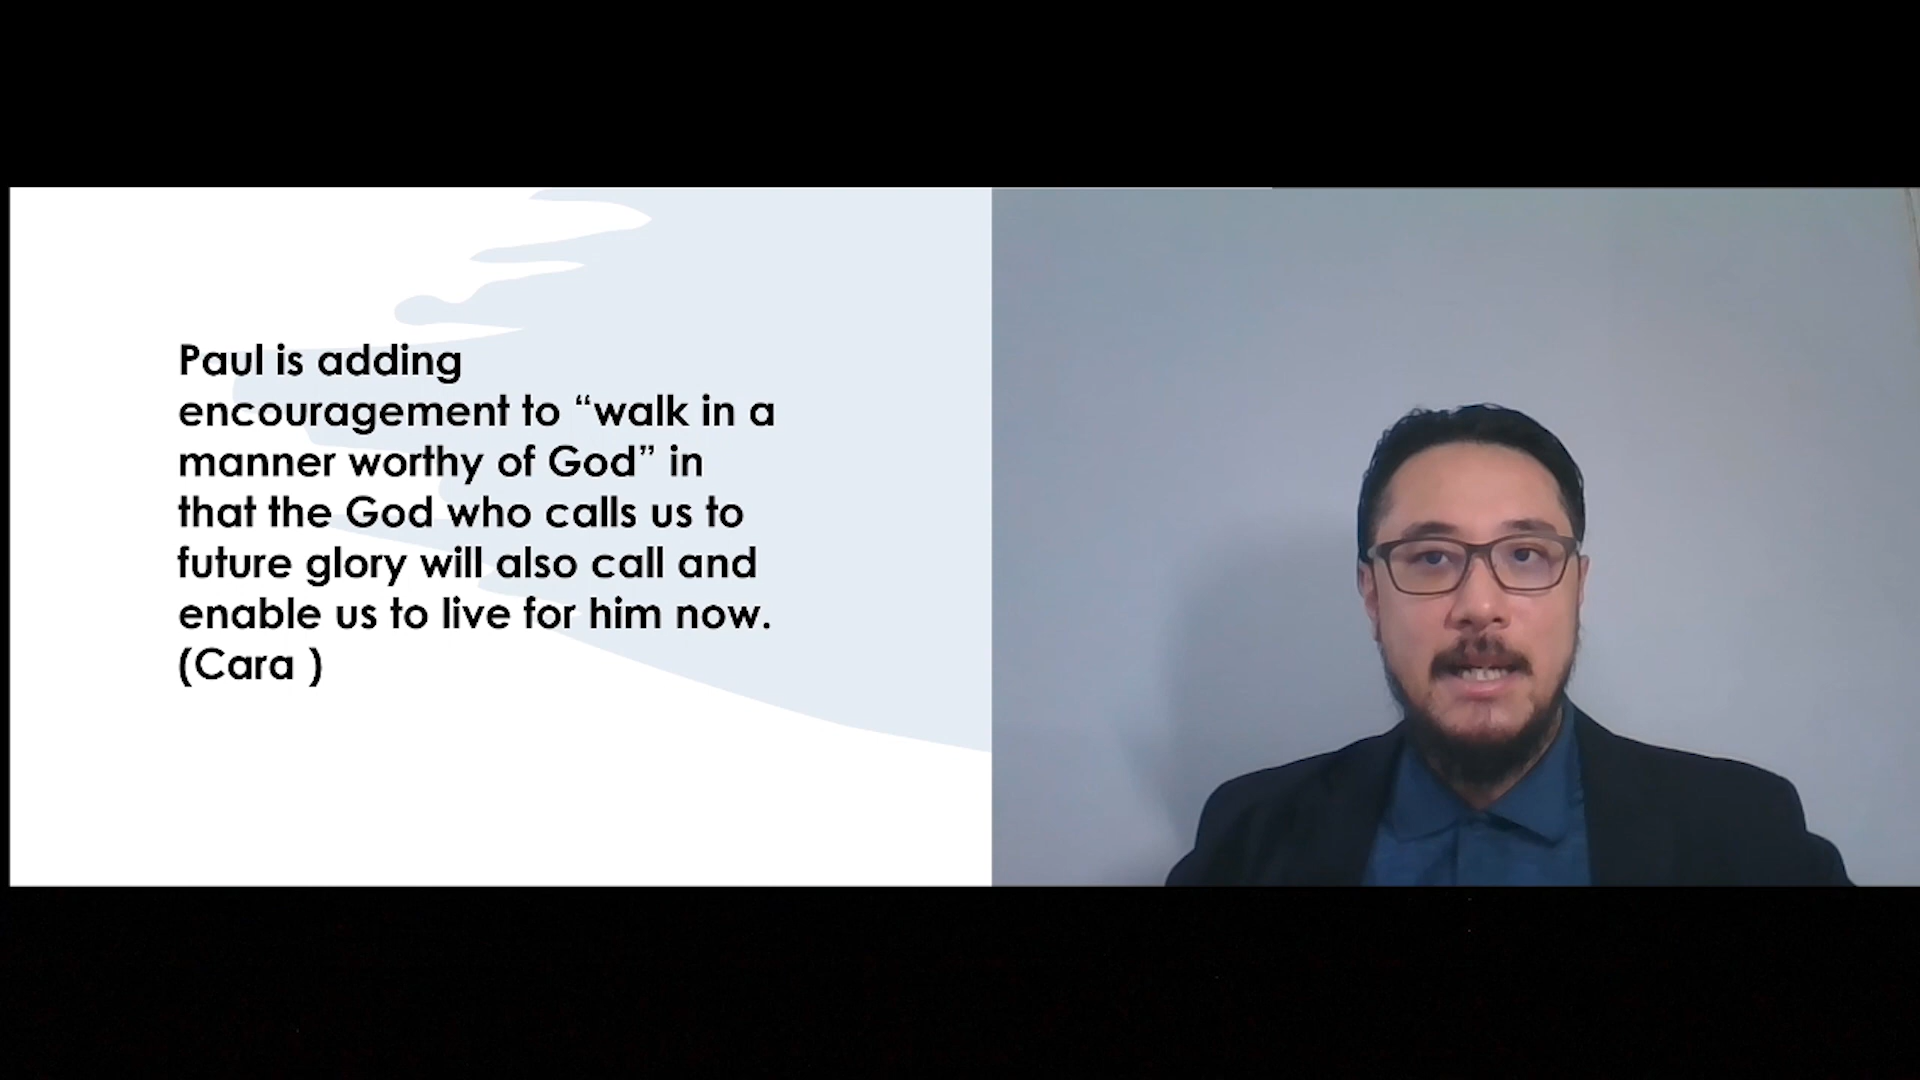 Paul is adding
encouragement to “walk in a
manner worthy of God” in
that the God who calls us to
future glory will also call and
enable us to live for him now.
(Cara )